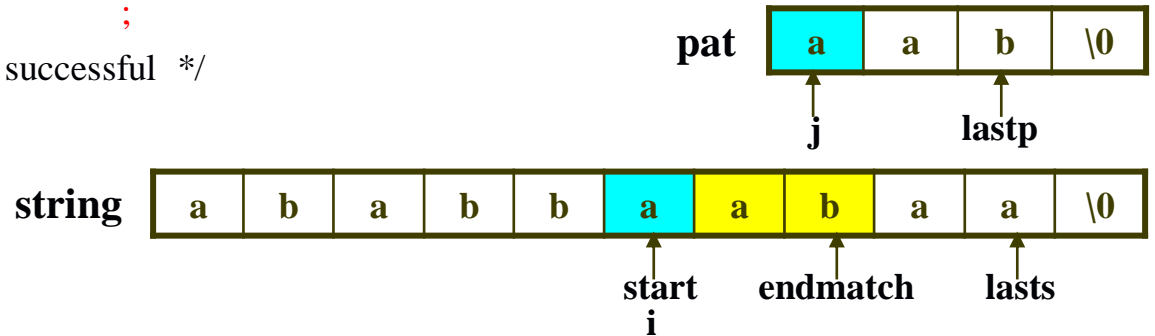 ;
successful */
pat a a b \0
j lastp
string a b a b b a a b a a \0
start endmatch lasts
i